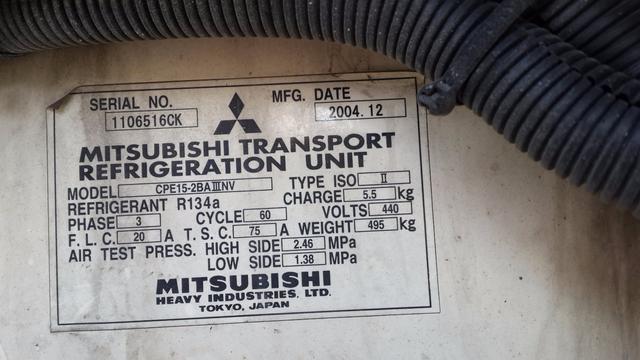 SERIAL NO. MFG. DATE
1106516CK 2004.12
MITSUBISHI TRANSPORT
REFRIGERATION UNIT
MODEL CPE15-2BAⅢNV TYPE ISO Ⅱ
REFRIGERANT R134a CHARGE 5.5 kg
PHASE 3 CYCLE 60 VOLTS 440
F. L. C. 20 A T. S. C. 75 A WEIGHT 495 kg
AIR TEST PRESS. HIGH SIDE 2.46 MPa
LOW SIDE 1.38 MPa
MITSUBISHI
HEAVY INDUSTRIES, LTD.
TOKYO, JAPAN